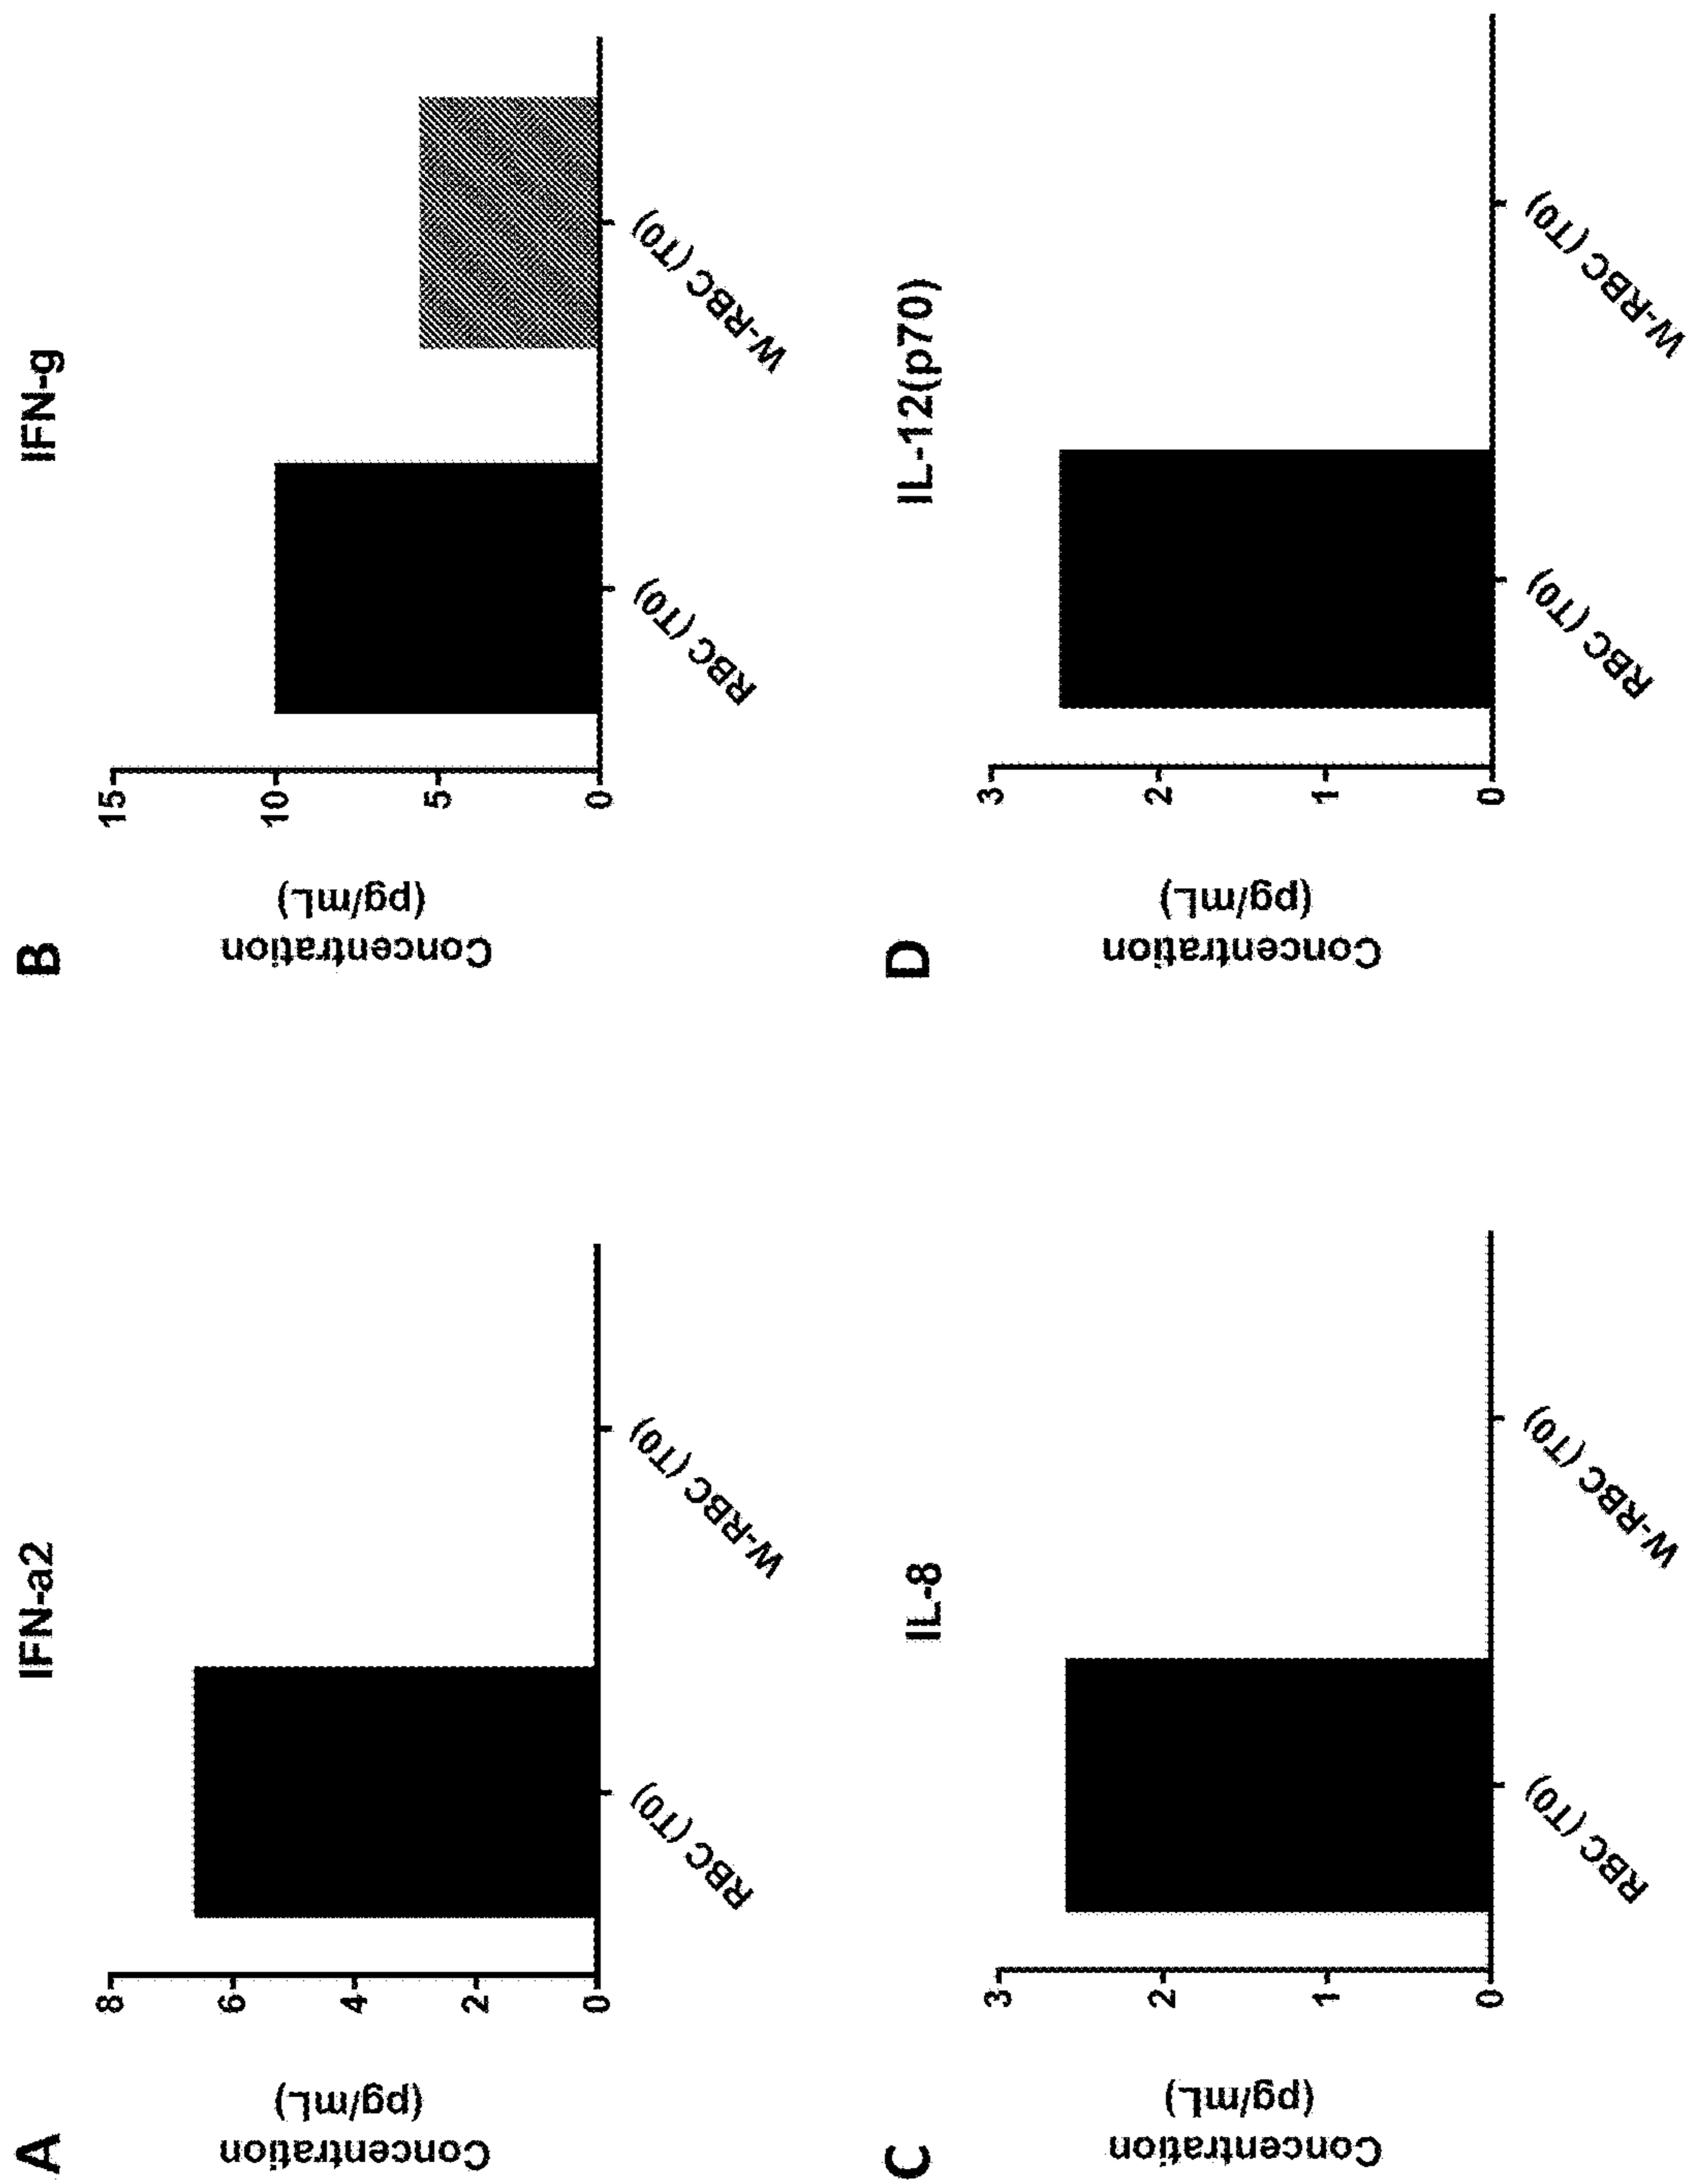 A
IFN-a2
Concentration
(pg/mL)
8
6
4
2
0
RBC (T0)
W-RBC (T0)
B
IFN-g
Concentration
(pg/mL)
15
10
5
0
RBC (T0)
W-RBC (T0)
C
IL-8
Concentration
(pg/mL)
3
2
1
0
RBC (T0)
W-RBC (T0)
D
IL-12(p70)
Concentration
(pg/mL)
3
2
1
0
RBC (T0)
W-RBC (T0)